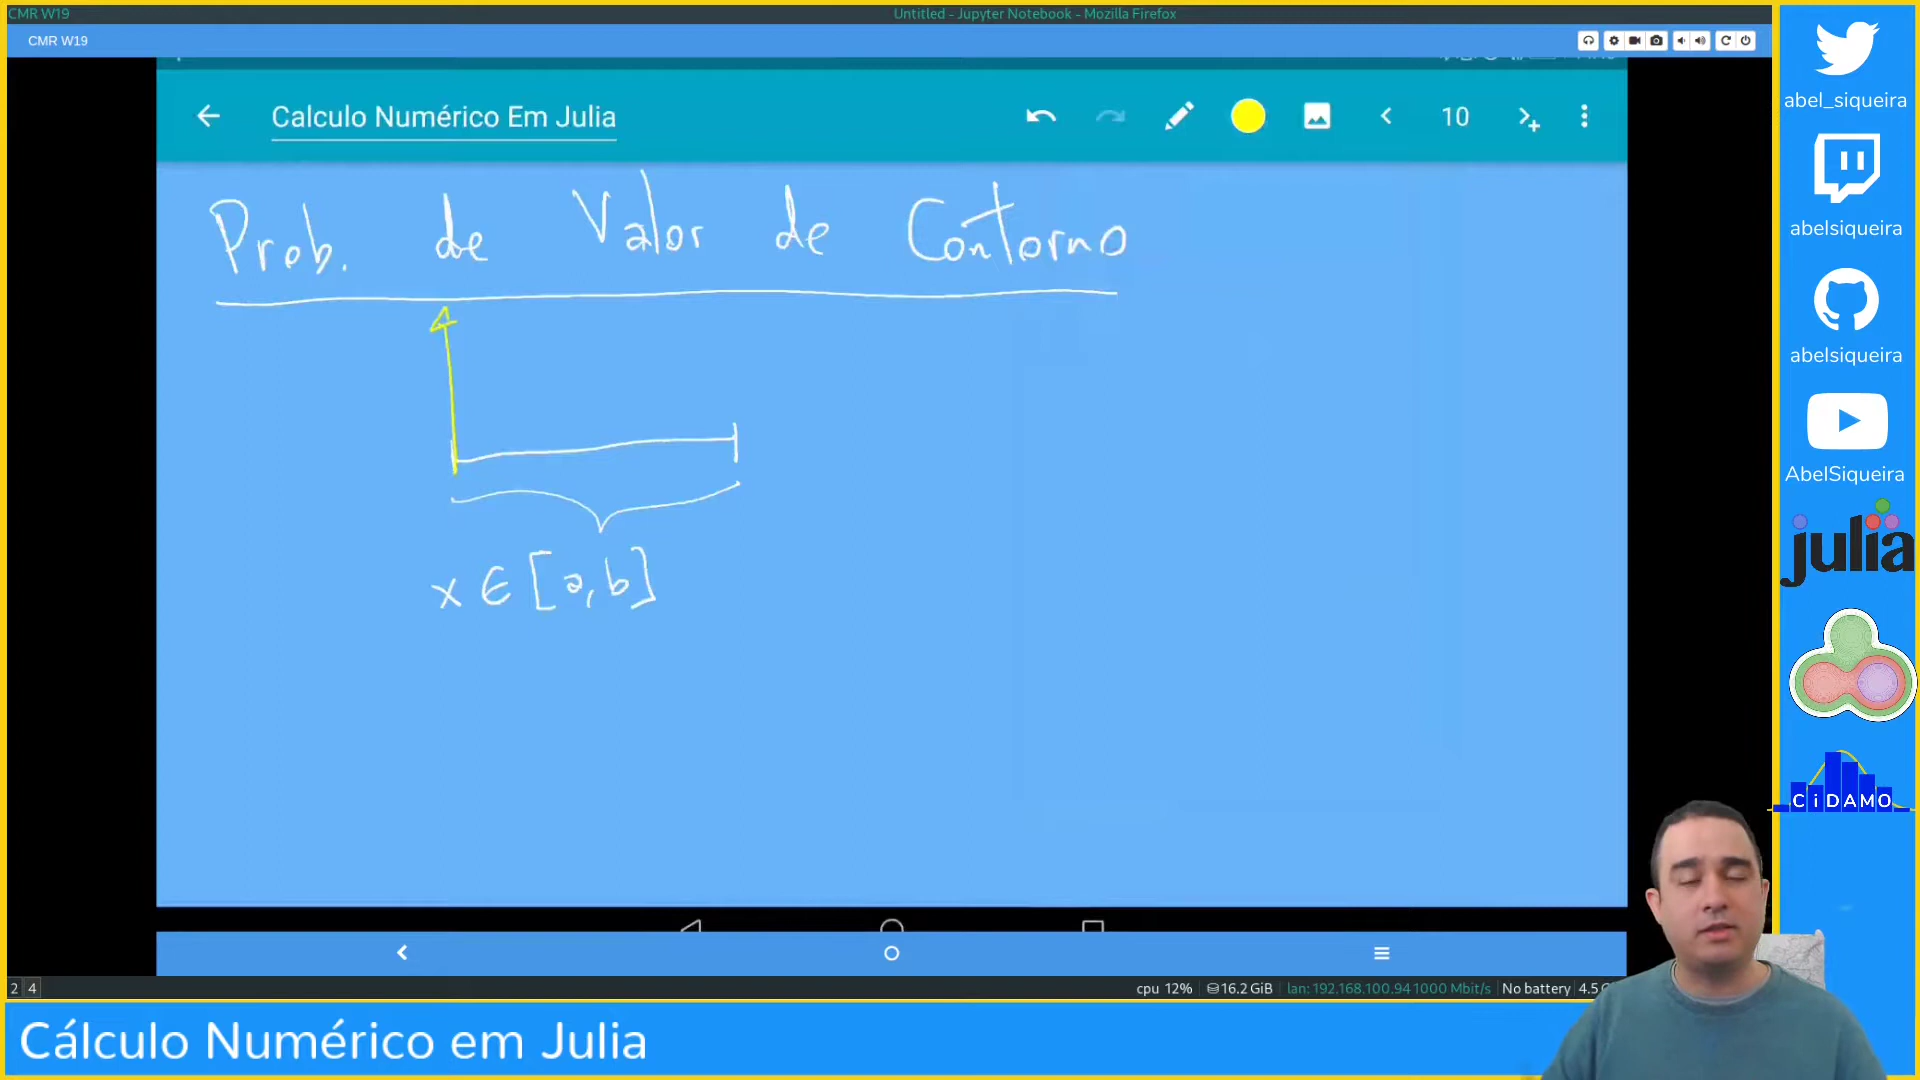 CMR W19
Untitled - Jupyter Notebook - Mozilla Firefox
CMR W19
Calculo Numérico Em Julia
10
Prob. de Valor de Contorno
x ∈ [a,b]
2 4
cpu 12% 16.2 GiB lan: 192.168.100.94 1000 Mbit/s No battery 4.5
Cálculo Numérico em Julia
abel_siqueira
abelsiqueira
abelsiqueira
AbelSiqueira
julia
CiDAMO